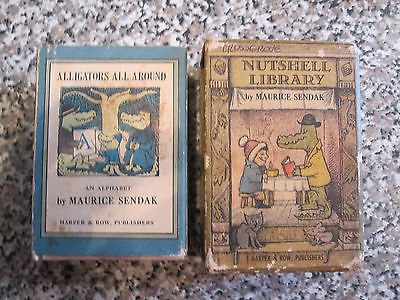 ALLIGATORS ALL AROUND
AN ALPHABET
by MAURICE SENDAK
HARPER & ROW, PUBLISHERS
NUTSHELL
LIBRARY
by MAURICE SENDAK
HARPER & ROW, PUBLISHERS